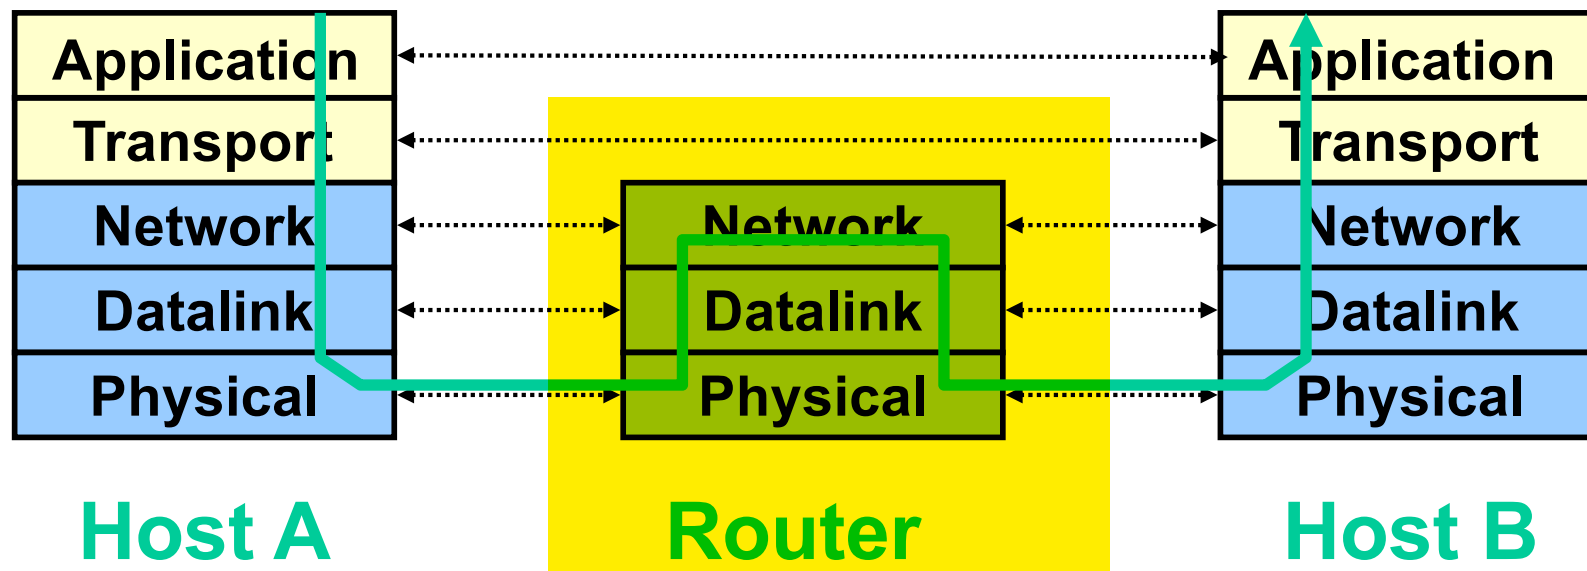 Application
Transport
Network
Datalink
Physical
Host A
Network
Datalink
Physical
Router
Application
Transport
Network
Datalink
Physical
Host B